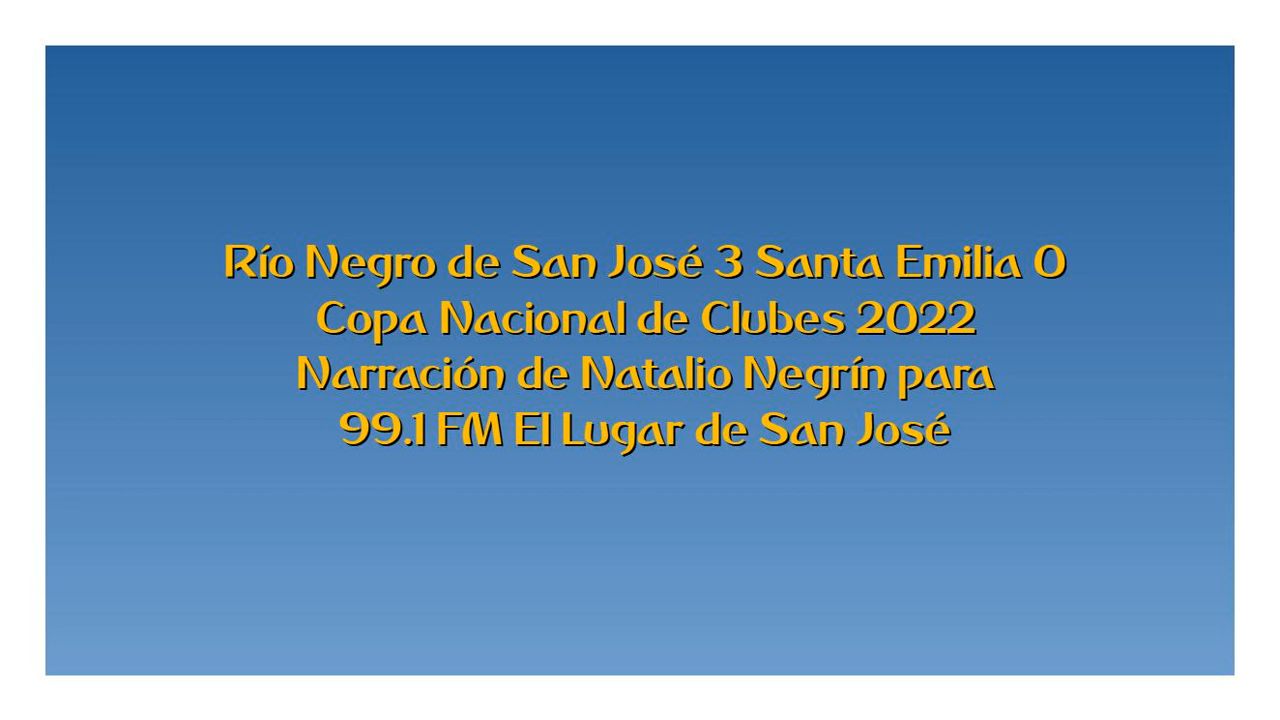 Río Negro de San José 3 Santa Emilia 0
Copa Nacional de Clubes 2022
Narración de Natalio Negrín para
99.1 FM El Lugar de San José